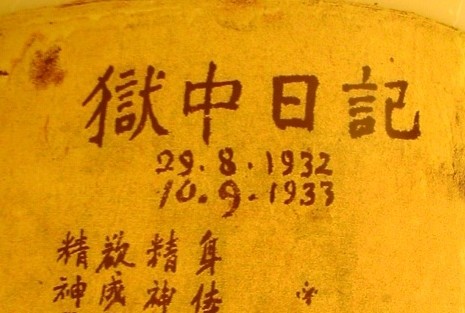 獄中日記
29.8.1932
10.9.1933
身体
精神
欲成
精神